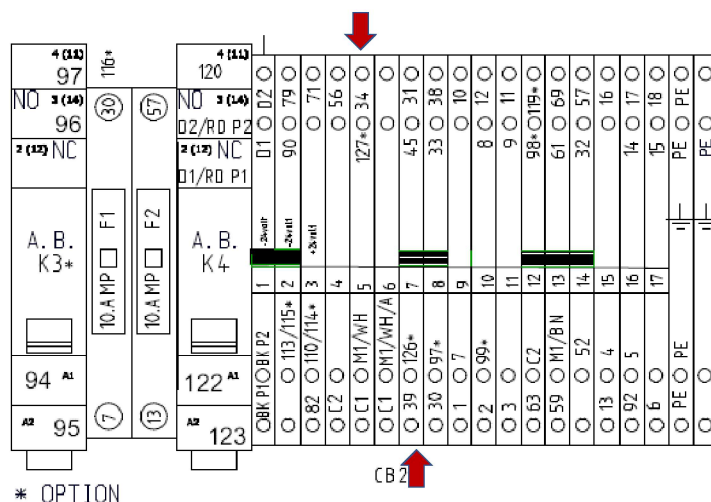 4 (11)
97
NO 3 (14)
96
2 (12) NC
A.B.
K3*
94 A1
A2 95
116*
30
10.AMP F1
7
57
10.AMP F2
13
4 (11)
120
NO 3 (14)
D2/RD P2
2 (12) NC
D1/RD P1
A.B.
K4
122 A1
A2 123
D2 79 71 56 34 31 38 10 12 11 119* 69 57 16 17 18 PE PE
D1 90 127* 45 33 8 9 98* 61 32 14 15 PE PE
-24volt -24volt +24volt
1 2 3 4 5 6 7 8 9 10 11 12 13 14 15 16 17
BK P2 113/115* 110/114* M1/WH M1/WH/A 126* 97* 7 99* C2 M1/BN 52 4 5 PE
BK P1 82 C2 C1 C1 39 30 1 2 3 63 59 13 92 6 PE
CB2
* OPTION